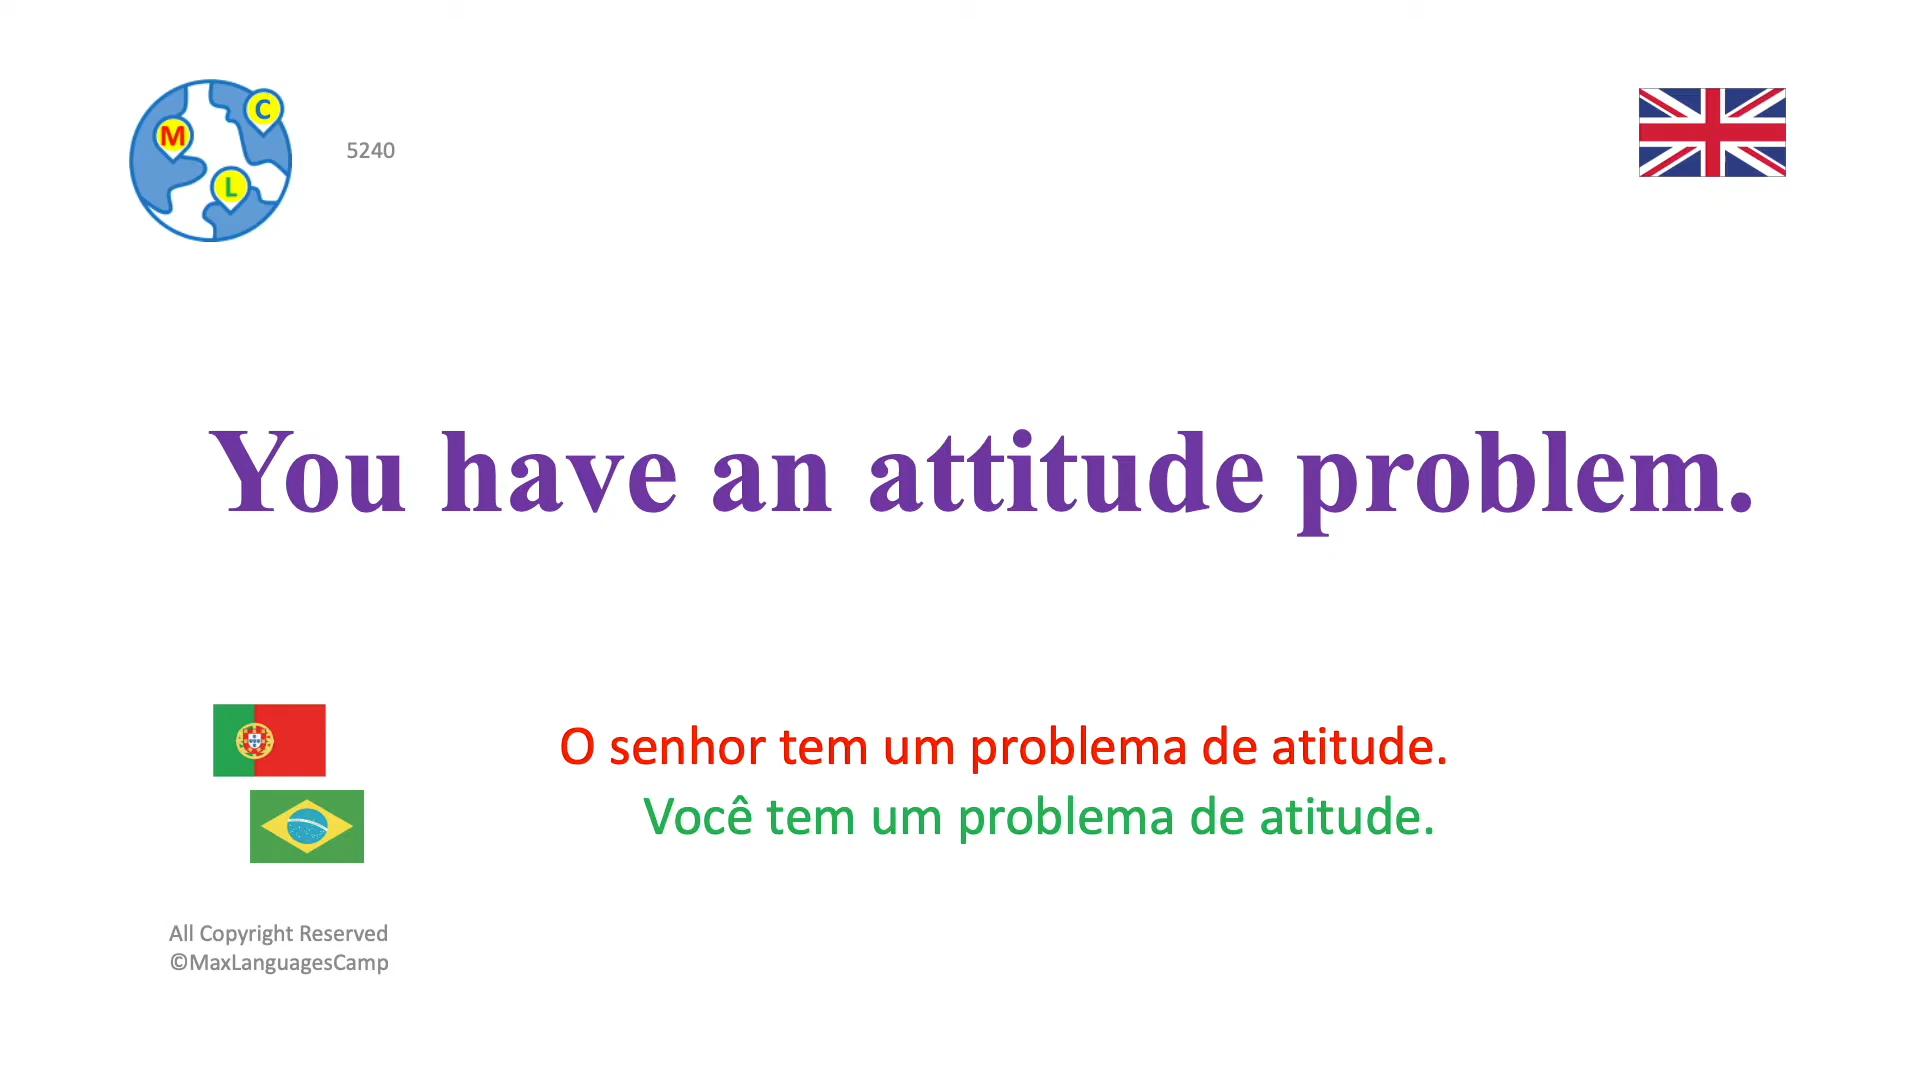 M
C
L
5240
You have an attitude problem.
O senhor tem um problema de atitude.
Você tem um problema de atitude.
All Copyright Reserved
©MaxLanguagesCamp